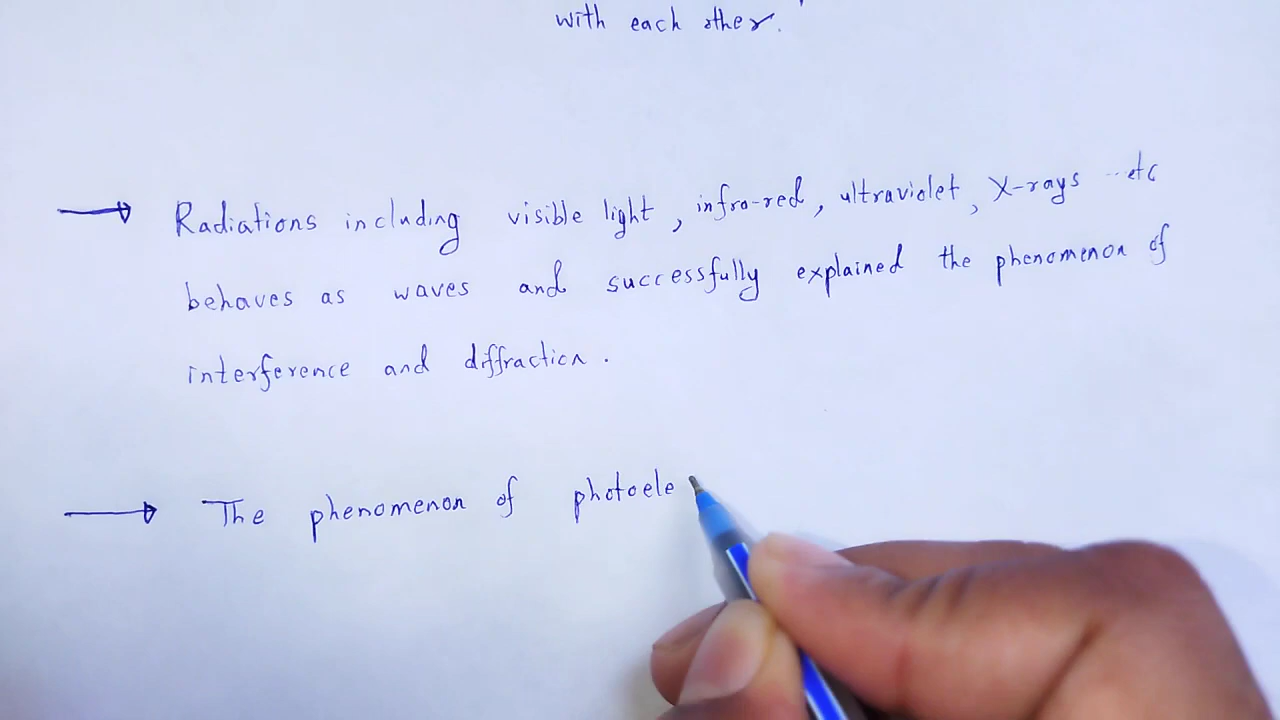 with each other.
Radiations including visible light, infra-red, ultraviolet, X-rays ...etc
behaves as waves and successfully explained the phenomenon of
interference and diffraction.
The phenomenon of photoele